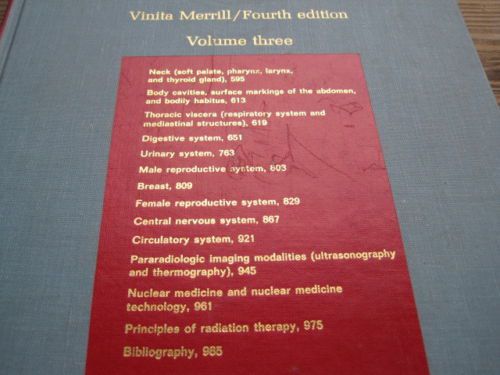 Vinita Merrill/Fourth edition
Volume three
Neck (soft palate, pharynx, larynx,
and thyroid gland), 595
Body cavities, surface markings of the abdomen,
and bodily habitus, 613
Thoracic viscera (respiratory system and
mediastinal structures), 619
Digestive system, 651
Urinary system, 763
Male reproductive system, 803
Breast, 809
Female reproductive system, 829
Central nervous system, 867
Circulatory system, 921
Pararadiologic imaging modalities (ultrasonography
and thermography), 945
Nuclear medicine and nuclear medicine
technology, 961
Principles of radiation therapy, 975
Bibliography, 985